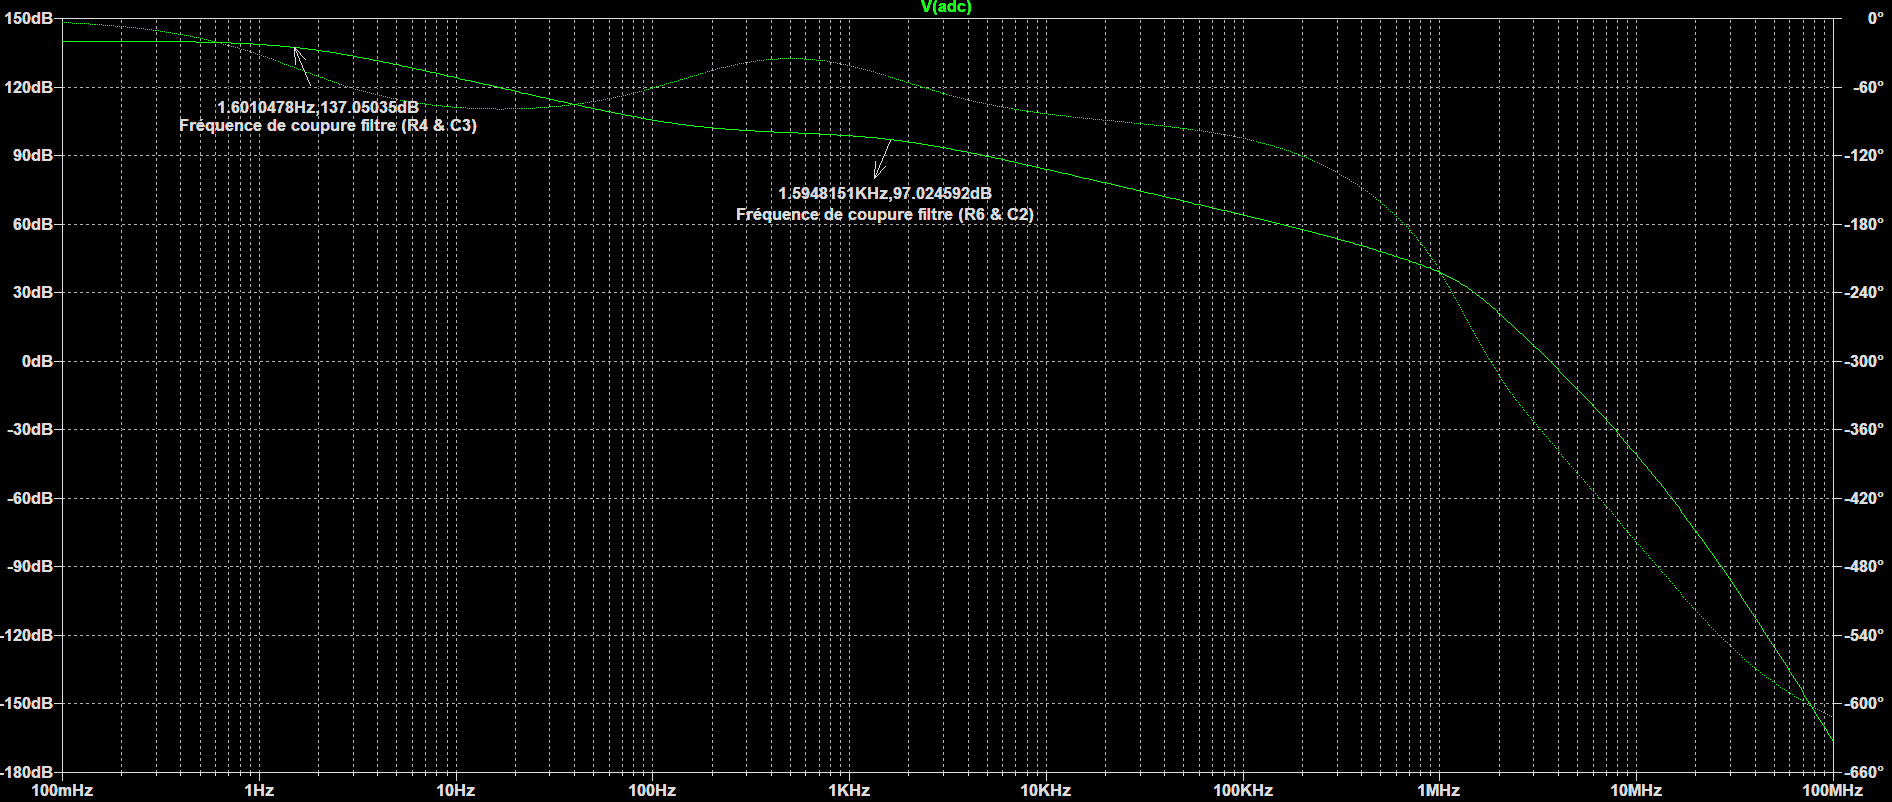 V(adc)
150dB
120dB
90dB
60dB
30dB
0dB
-30dB
-60dB
-90dB
-120dB
-150dB
-180dB
0°
-60°
-120°
-180°
-240°
-300°
-360°
-420°
-480°
-540°
-600°
-660°
1.6010478Hz,137.05035dB
Fréquence de coupure filtre (R4 & C3)
1.5948151KHz,97.024592dB
Fréquence de coupure filtre (R6 & C2)
100mHz 1Hz 10Hz 100Hz 1KHz 10KHz 100KHz 1MHz 10MHz 100MHz